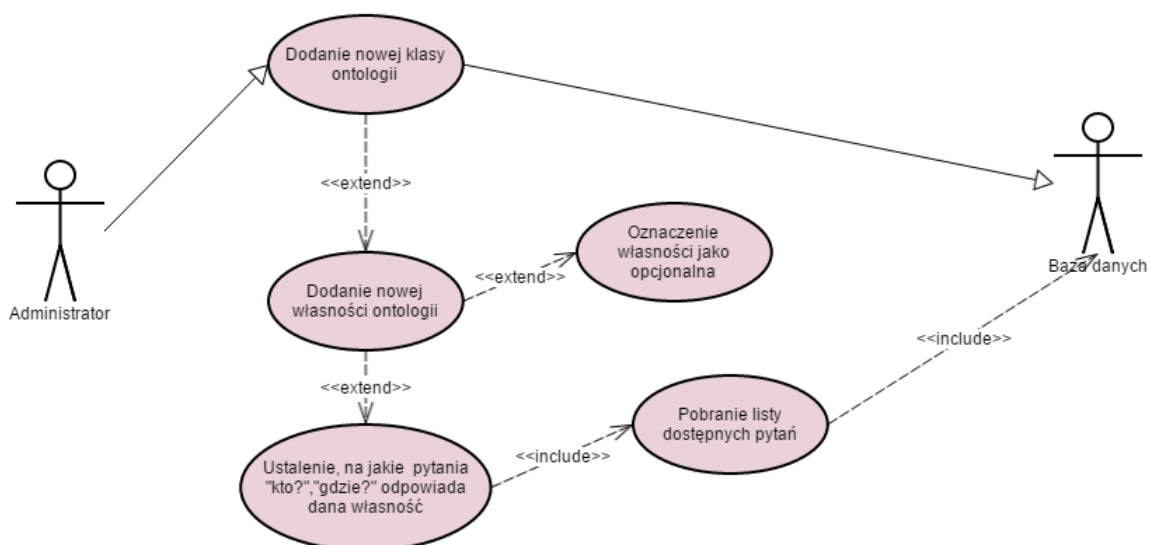 Dodanie nowej klasy
ontologii
<<extend>>
Oznaczenie
własności jako
opcjonalna
<<extend>>
Baza danych
Dodanie nowej
własności ontologii
Administrator
<<include>>
<<extend>>
Pobranie listy
dostępnych pytań
<<include>>
Ustalenie, na jakie pytania
"kto?","gdzie?" odpowiada
dana własność